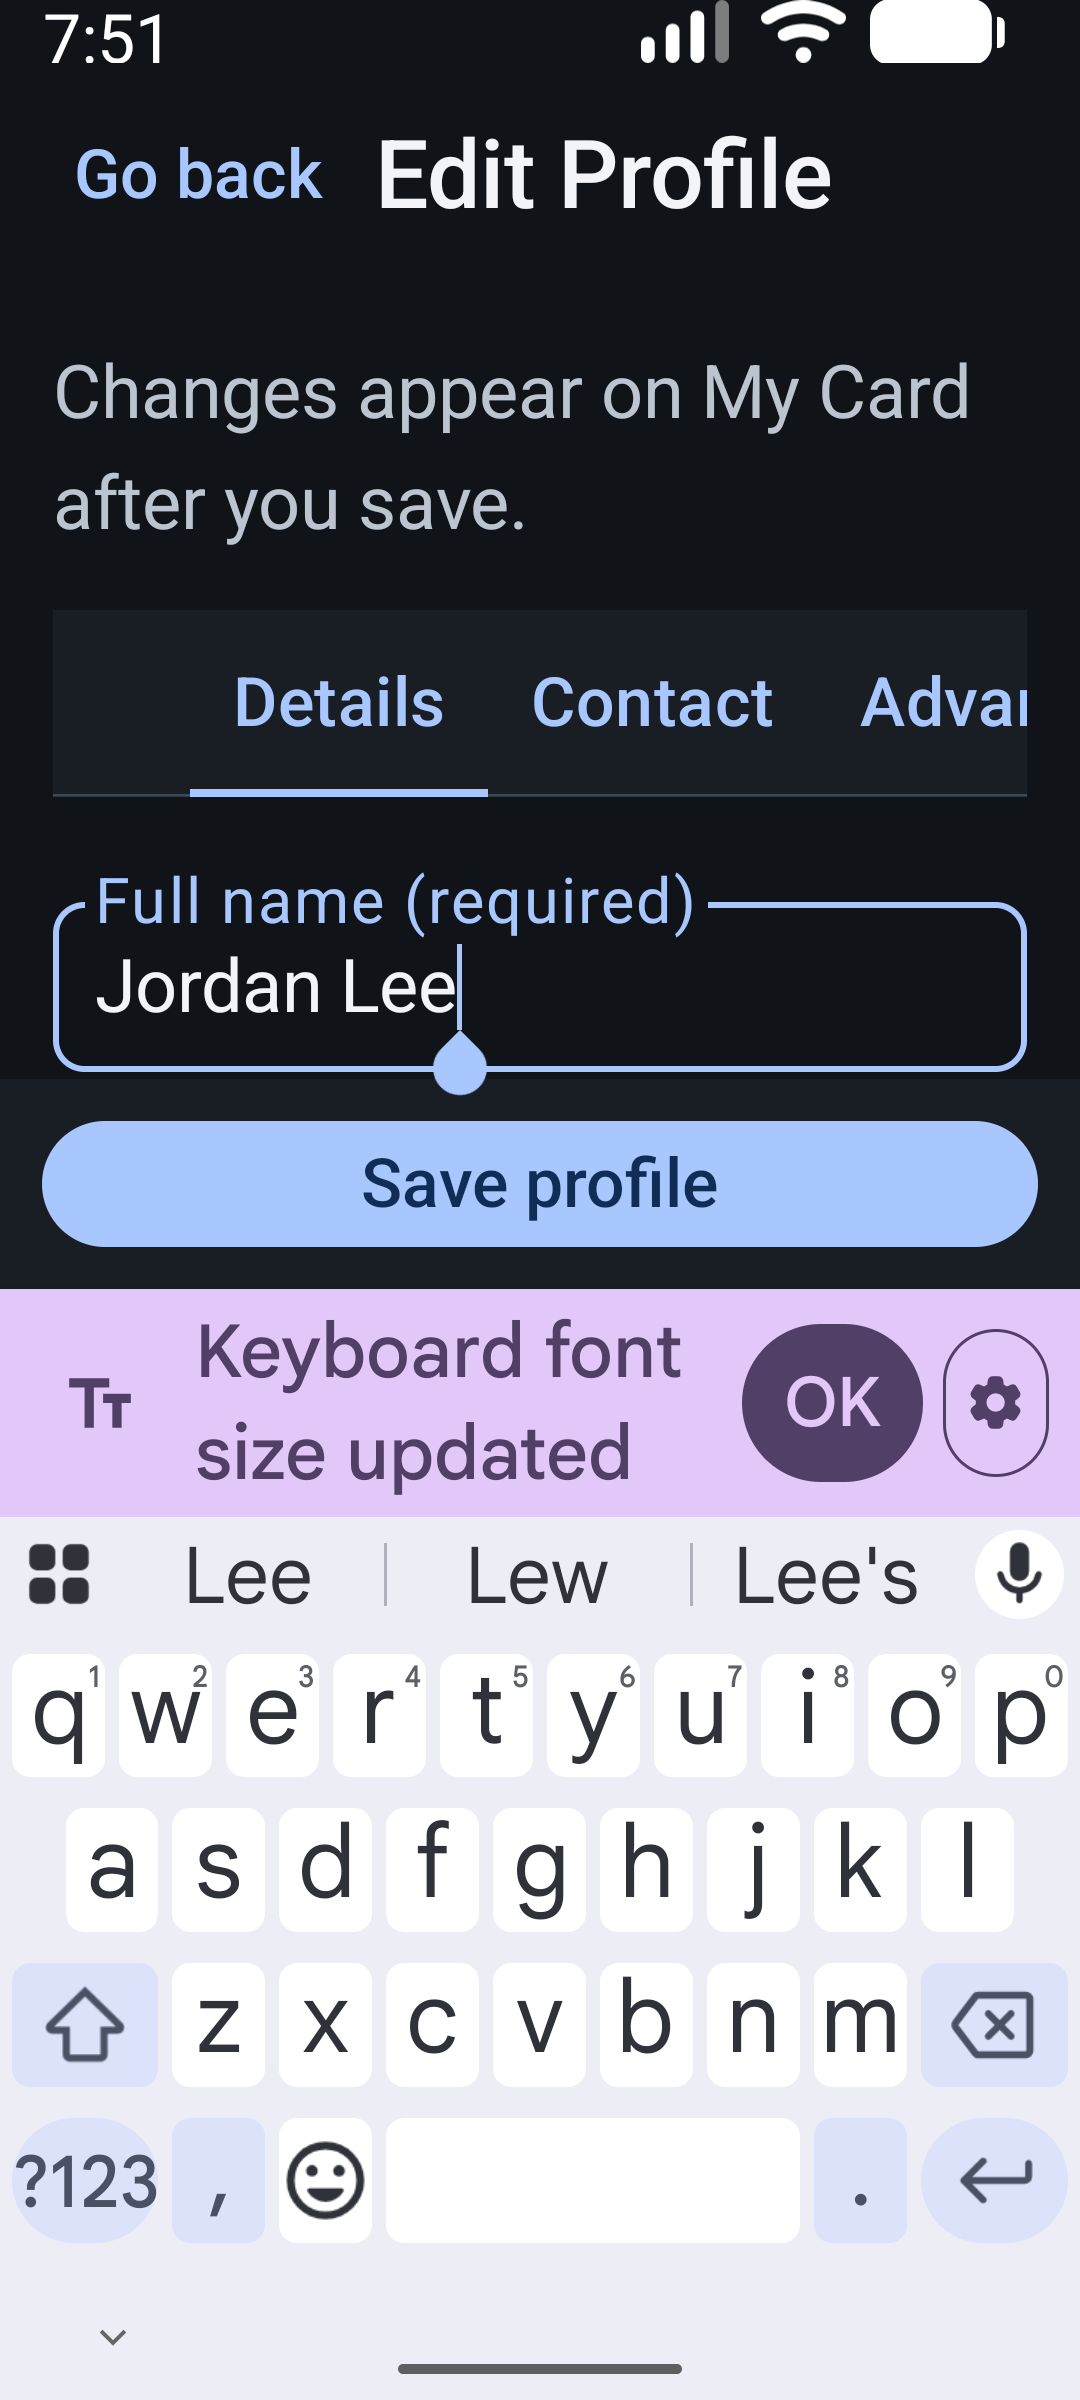 7:51
Go back Edit Profile
Changes appear on My Card
after you save.
Details Contact Advan
Full name (required)
Jordan Lee
Save profile
Keyboard font
size updated
OK
Lee Lew Lee's
q1 w2 e3 r4 t5 y6 u7 i8 o9 p0
a s d f g h j k l
z x c v b n m
?123 , .